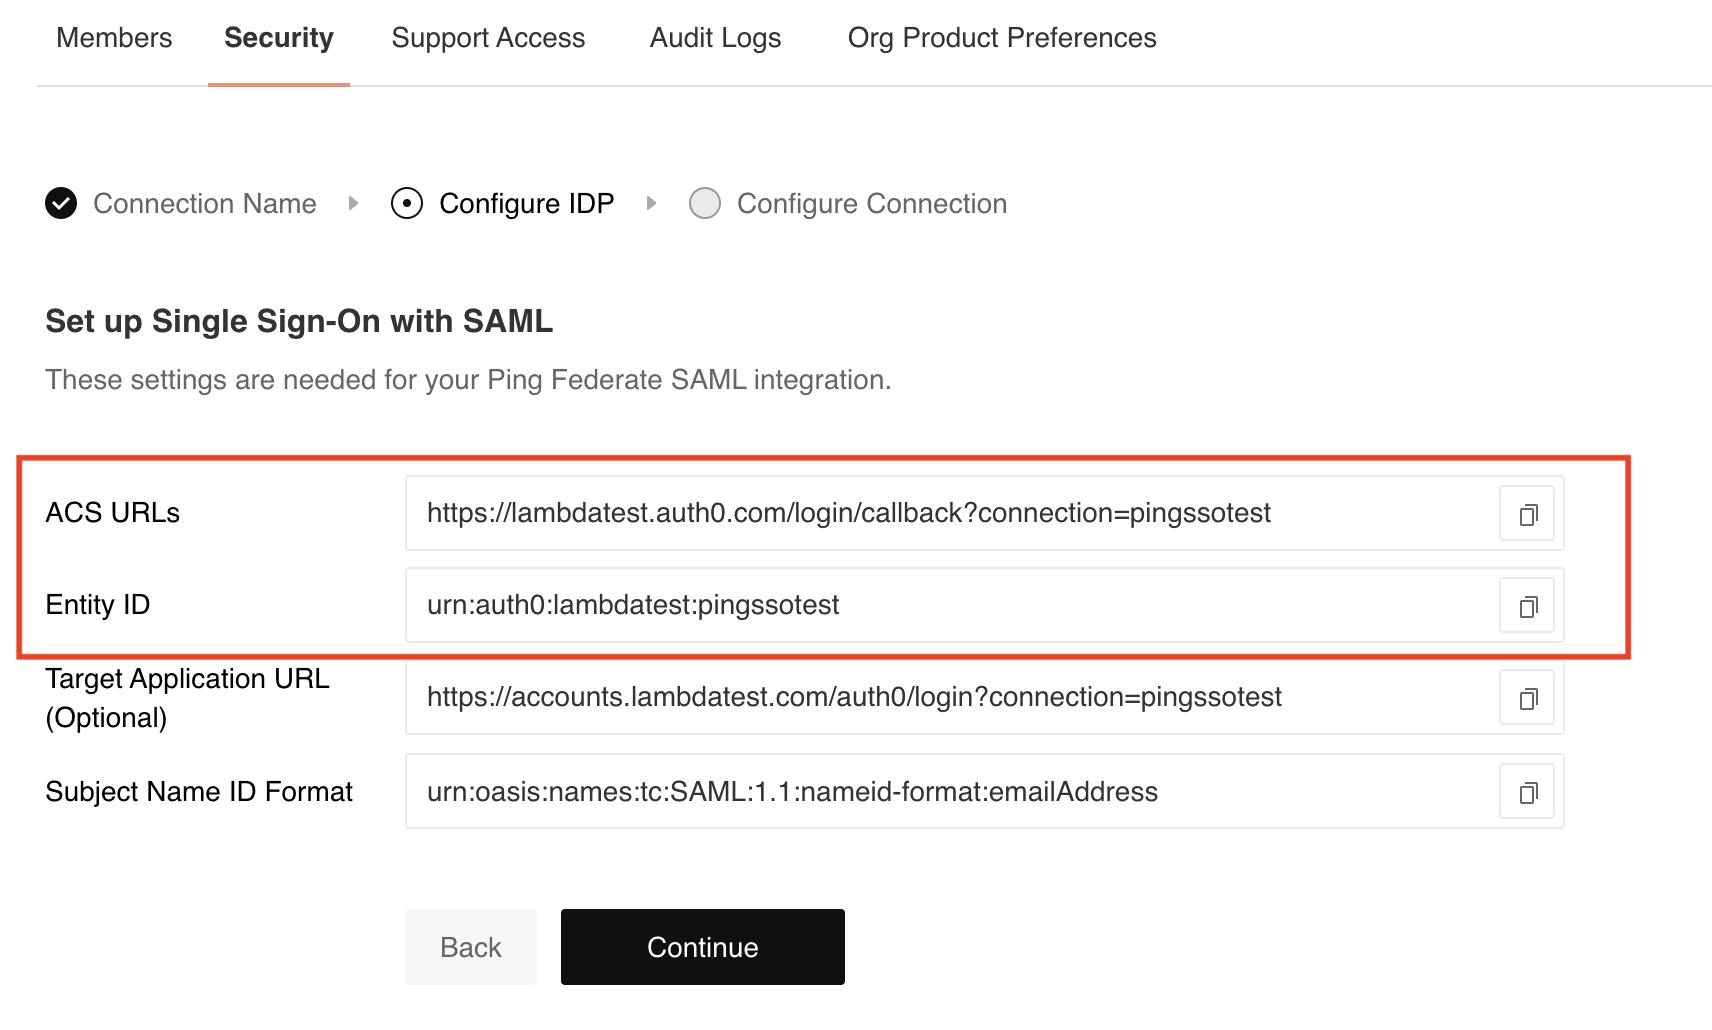 Members Security Support Access Audit Logs Org Product Preferences
Connection Name Configure IDP Configure Connection
Set up Single Sign-On with SAML
These settings are needed for your Ping Federate SAML integration.
ACS URLs https://lambdatest.auth0.com/login/callback?connection=pingssotest
Entity ID urn:auth0:lambdatest:pingssotest
Target Application URL
(Optional) https://accounts.lambdatest.com/auth0/login?connection=pingssotest
Subject Name ID Format urn:oasis:names:tc:SAML:1.1:nameid-format:emailAddress
Back Continue